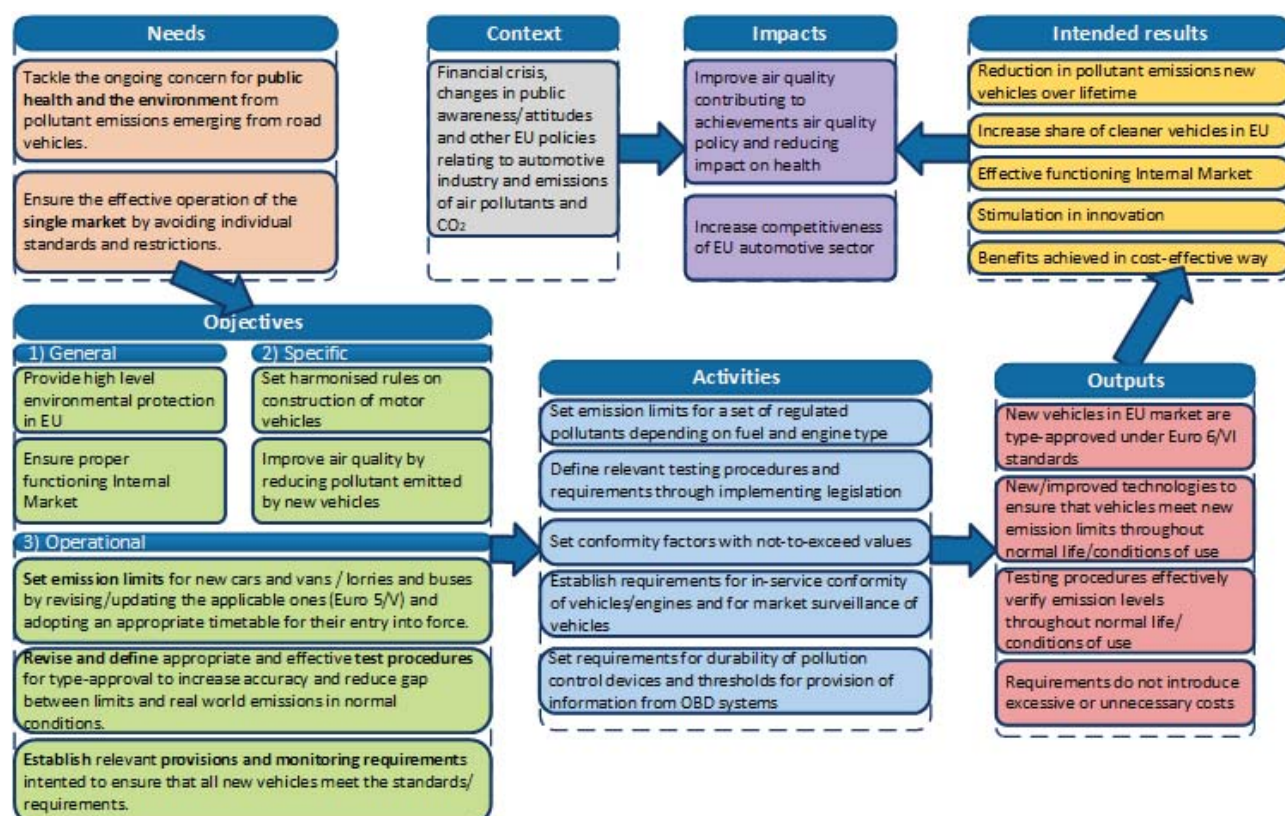 Needs
Tackle the ongoing concern for public
health and the environment from
pollutant emissions emerging from road
vehicles.
Ensure the effective operation of the
single market by avoiding individual
standards and restrictions.
Context
Financial crisis,
changes in public
awareness/attitudes
and other EU policies
relating to automotive
industry and emissions
of air pollutants and
CO₂
Impacts
Improve air quality
contributing to
achievements air quality
policy and reducing
impact on health
Increase competitiveness
of EU automotive sector
Intended results
Reduction in pollutant emissions new
vehicles over lifetime
Increase share of cleaner vehicles in EU
Effective functioning Internal Market
Stimulation in innovation
Benefits achieved in cost-effective way
Objectives
1) General
Provide high level
environmental protection
in EU
Ensure proper
functioning Internal
Market
2) Specific
Set harmonised rules on
construction of motor
vehicles
Improve air quality by
reducing pollutant emitted
by new vehicles
3) Operational
Set emission limits for new cars and vans / lorries and buses
by revising/updating the applicable ones (Euro 5/V) and
adopting an appropriate timetable for their entry into force.
Revise and define appropriate and effective test procedures
for type-approval to increase accuracy and reduce gap
between limits and real world emissions in normal
conditions.
Establish relevant provisions and monitoring requirements
intented to ensure that all new vehicles meet the standards/
requirements.
Activities
Set emission limits for a set of regulated
pollutants depending on fuel and engine type
Define relevant testing procedures and
requirements through implementing legislation
Set conformity factors with not-to-exceed values
Establish requirements for in-service conformity
of vehicles/engines and for market surveillance of
vehicles
Set requirements for durability of pollution
control devices and thresholds for provision of
information from OBD systems
Outputs
New vehicles in EU market are
type-approved under Euro 6/VI
standards
New/improved technologies to
ensure that vehicles meet new
emission limits throughout
normal life/conditions of use
Testing procedures effectively
verify emission levels
throughout normal life/
conditions of use
Requirements do not introduce
excessive or unnecessary costs